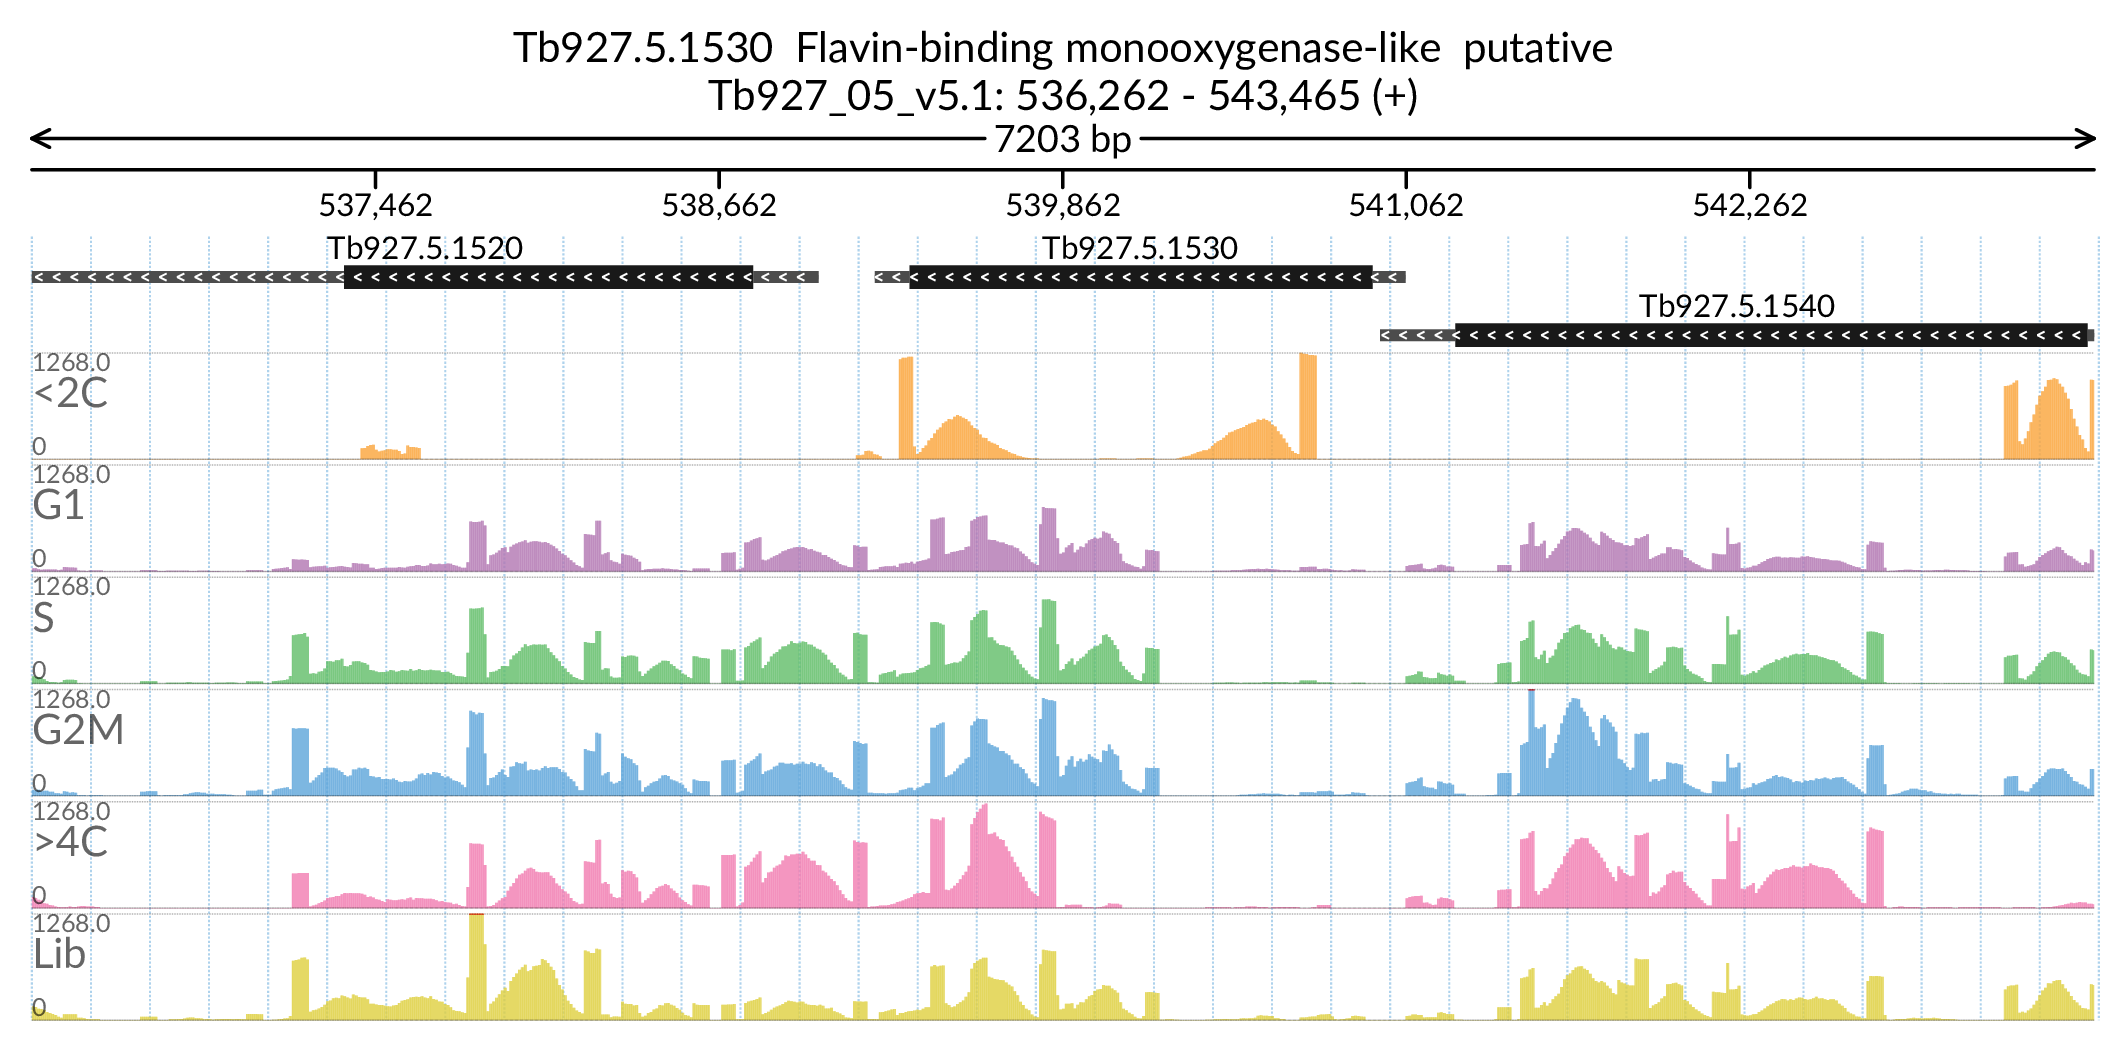 Tb927.5.1530  Flavin-binding monooxygenase-like  putative
Tb927_05_v5.1: 536,262 - 543,465 (+)
7203 bp
537,462 538,662 539,862 541,062 542,262
Tb927.5.1520 Tb927.5.1530
Tb927.5.1540
1268.0
<2C
0
1268.0
G1
0
1268.0
S
0
1268.0
G2M
0
1268.0
>4C
0
1268.0
Lib
0